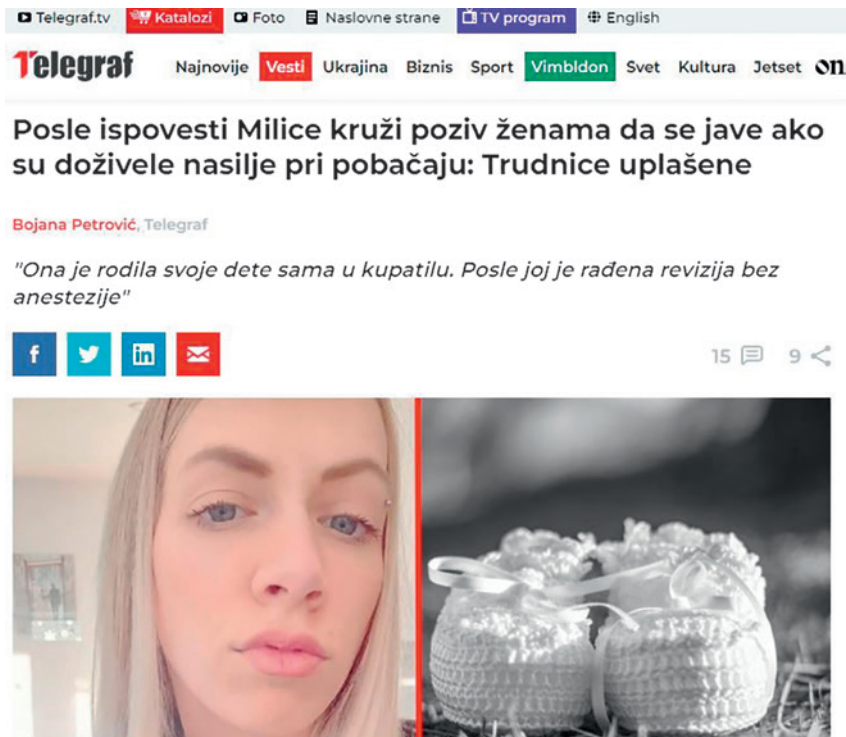 Telegraf.tv Katalozi Foto Naslovne strane TV program English
Telegraf Najnovije Vesti Ukrajina Biznis Sport Vimbldon Svet Kultura Jetset
Posle ispovesti Milice kruži poziv ženama da se jave ako
su doživele nasilje pri pobačaju: Trudnice uplašene
Bojana Petrović, Telegraf
"Ona je rodila svoje dete sama u kupatilu. Posle joj je rađena revizija bez
anestezije"
f in 15 9